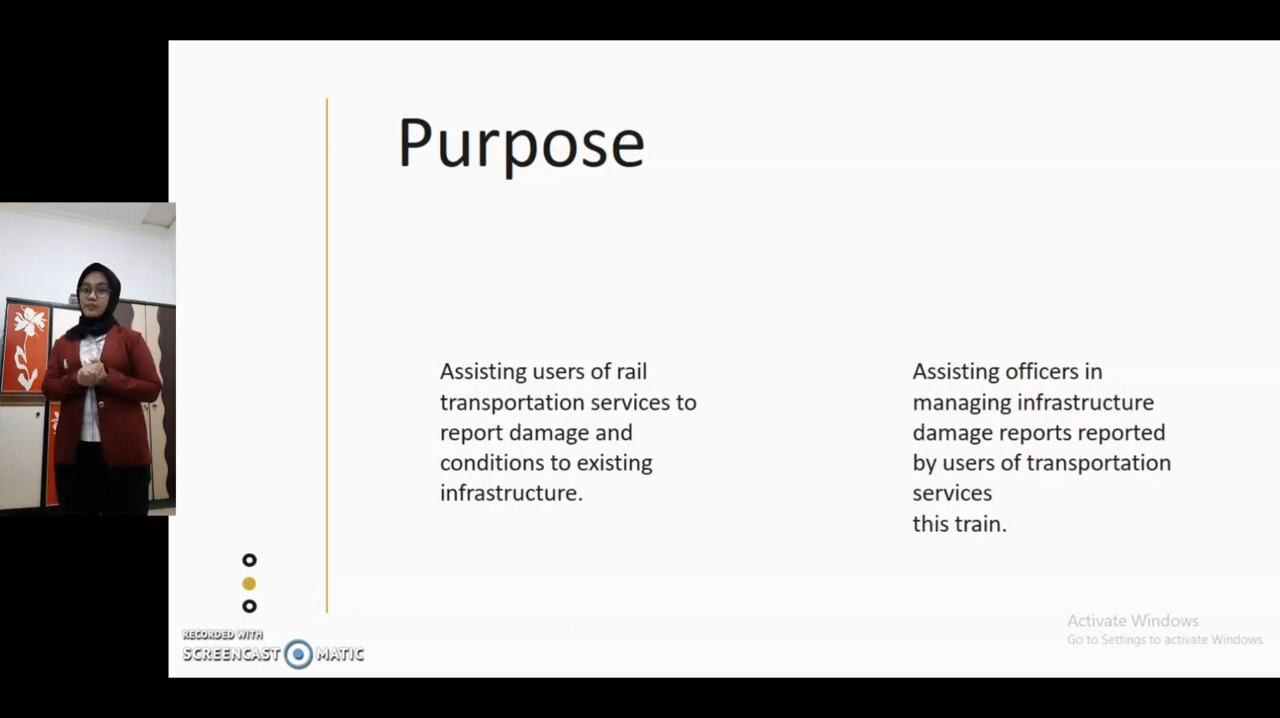 Purpose
Assisting users of rail
transportation services to
report damage and
conditions to existing
infrastructure.
Assisting officers in
managing infrastructure
damage reports reported
by users of transportation
services
this train.
RECORDED WITH
SCREENCAST MATIC
Activate Windows
Go to Settings to activate Windows.